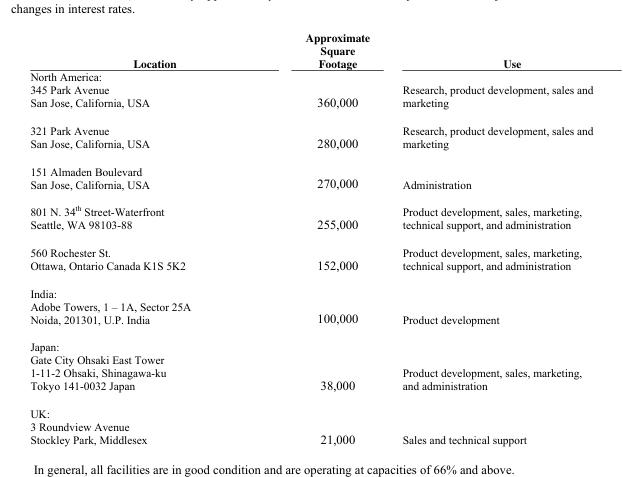 changes in interest rates.
Approximate
Square
Location Footage Use
North America:
345 Park Avenue Research, product development, sales and
San Jose, California, USA 360,000 marketing
321 Park Avenue Research, product development, sales and
San Jose, California, USA 280,000 marketing
151 Almaden Boulevard
San Jose, California, USA 270,000 Administration
801 N. 34th Street-Waterfront Product development, sales, marketing,
Seattle, WA 98103-88 255,000 technical support, and administration
560 Rochester St. Product development, sales, marketing,
Ottawa, Ontario Canada K1S 5K2 152,000 technical support, and administration
India:
Adobe Towers, 1 – 1A, Sector 25A
Noida, 201301, U.P. India 100,000 Product development
Japan:
Gate City Ohsaki East Tower
1-11-2 Ohsaki, Shinagawa-ku Product development, sales, marketing,
Tokyo 141-0032 Japan 38,000 and administration
UK:
3 Roundview Avenue
Stockley Park, Middlesex 21,000 Sales and technical support
In general, all facilities are in good condition and are operating at capacities of 66% and above.